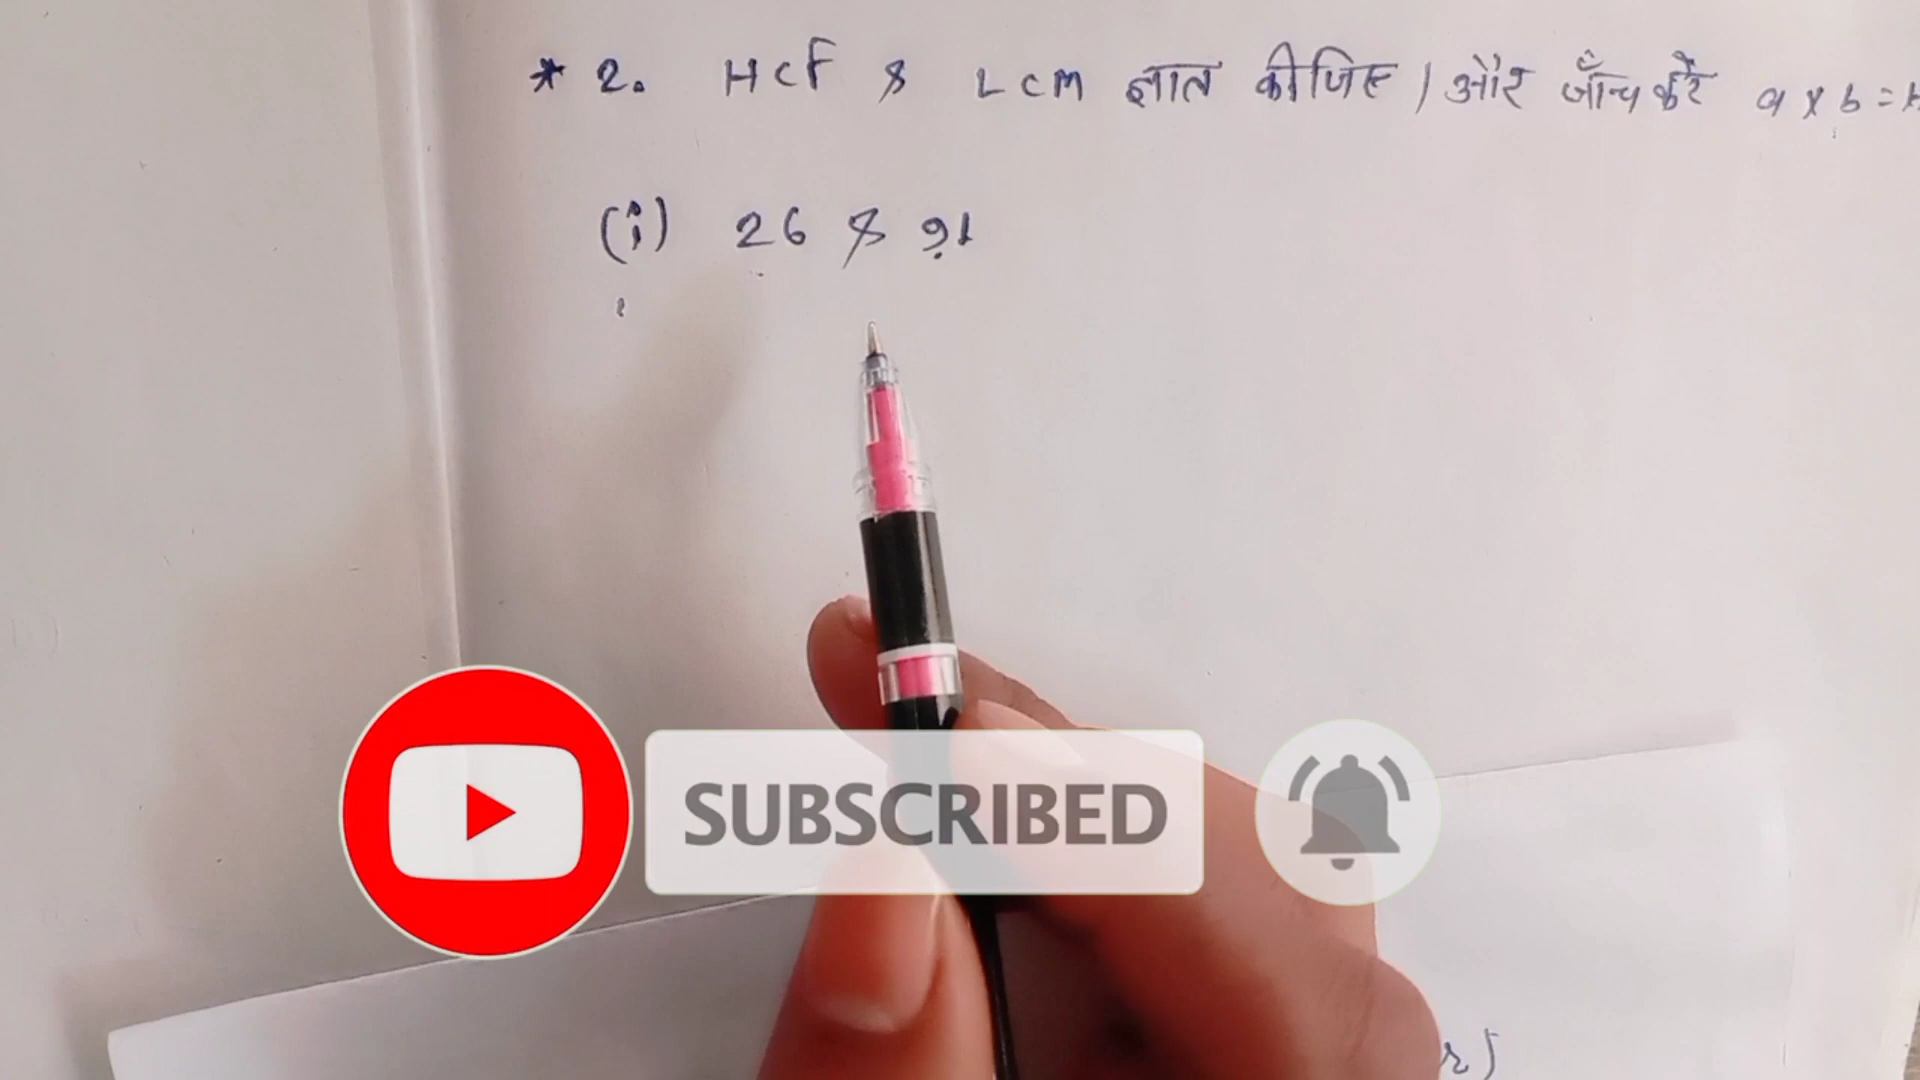 * 2. HCF & LCM ज्ञात कीजिए / और जाँच करें a x b = H
(i) 26 & 91
SUBSCRIBED